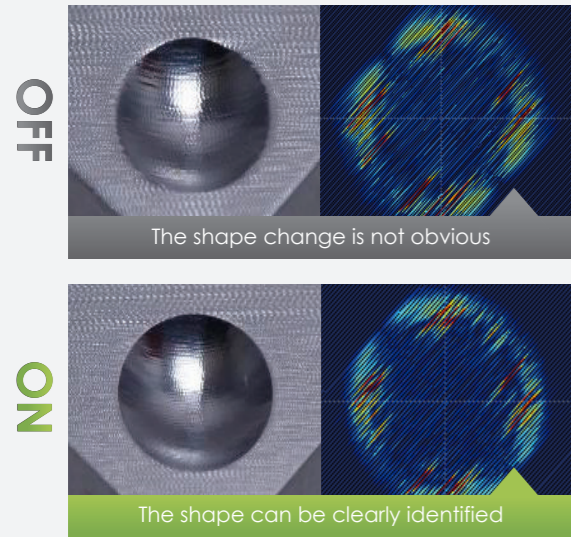 OFF
The shape change is not obvious
ON
The shape can be clearly identified